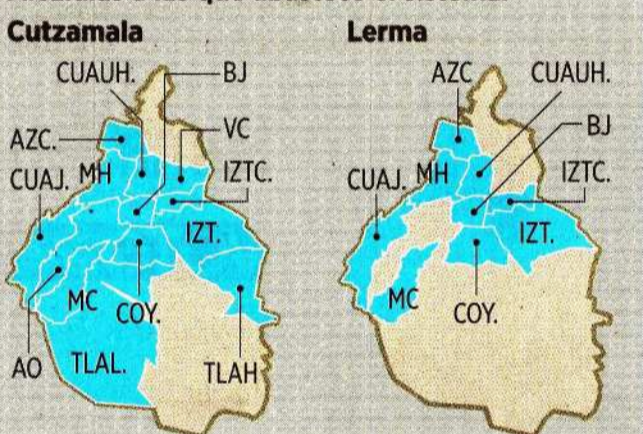 Cutzamala
CUAUH.
BJ
AZC.
VC
MH
IZTC.
CUAJ.
IZT.
MC
COY.
AO
TLAL.
TLAH
Lerma
AZC
CUAUH.
BJ
MH
IZTC.
CUAJ.
IZT.
MC
COY.